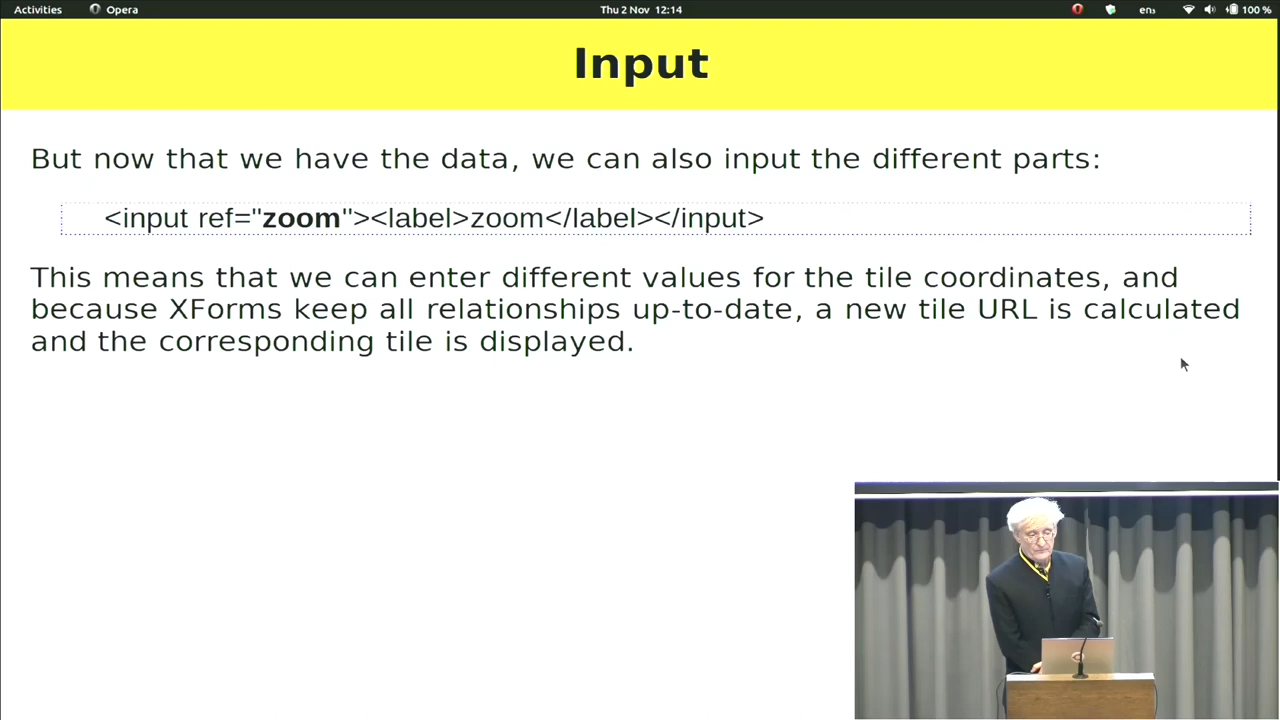 Activities Opera Thu 2 Nov 12:14 en₃ 100 %
Input
But now that we have the data, we can also input the different parts:
<input ref="zoom"><label>zoom</label></input>
This means that we can enter different values for the tile coordinates, and
because XForms keep all relationships up-to-date, a new tile URL is calculated
and the corresponding tile is displayed.